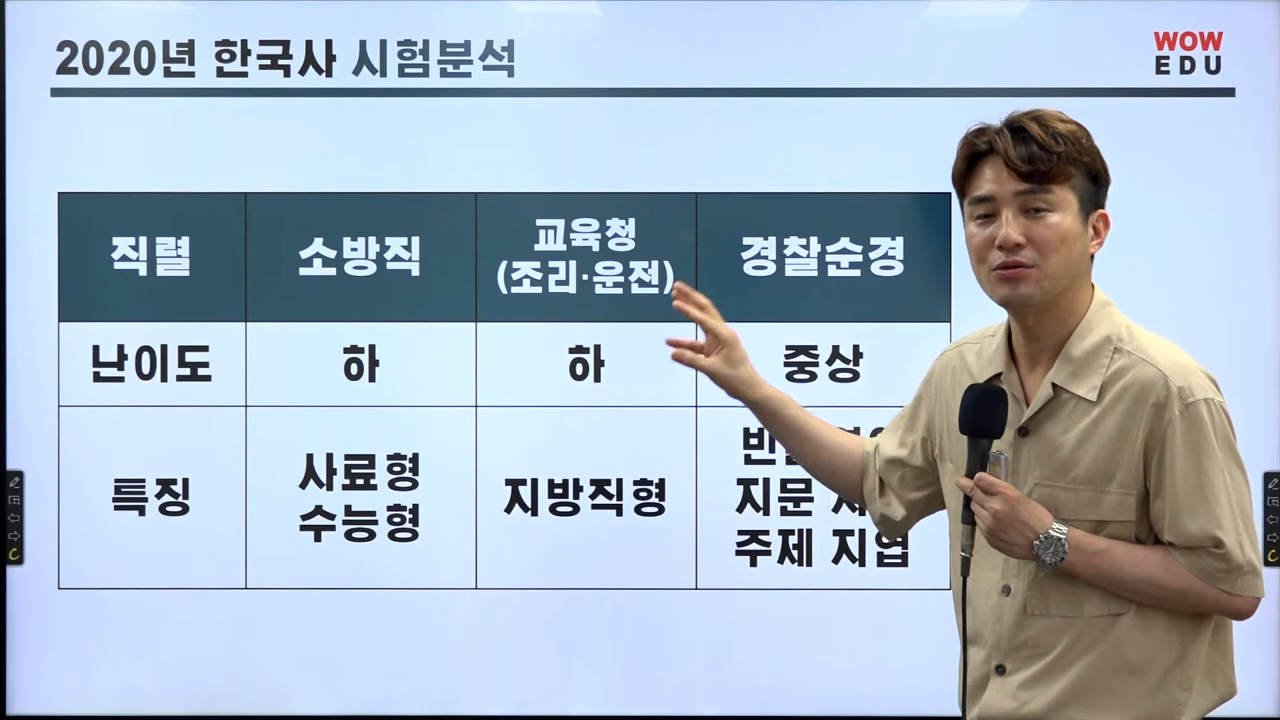 2020년 한국사 시험분석
WOW
EDU
직렬
소방직
교육청
(조리·운전)
경찰순경
난이도
하
하
중상
특징
사료형
수능형
지방직형
지문
주제 지엽